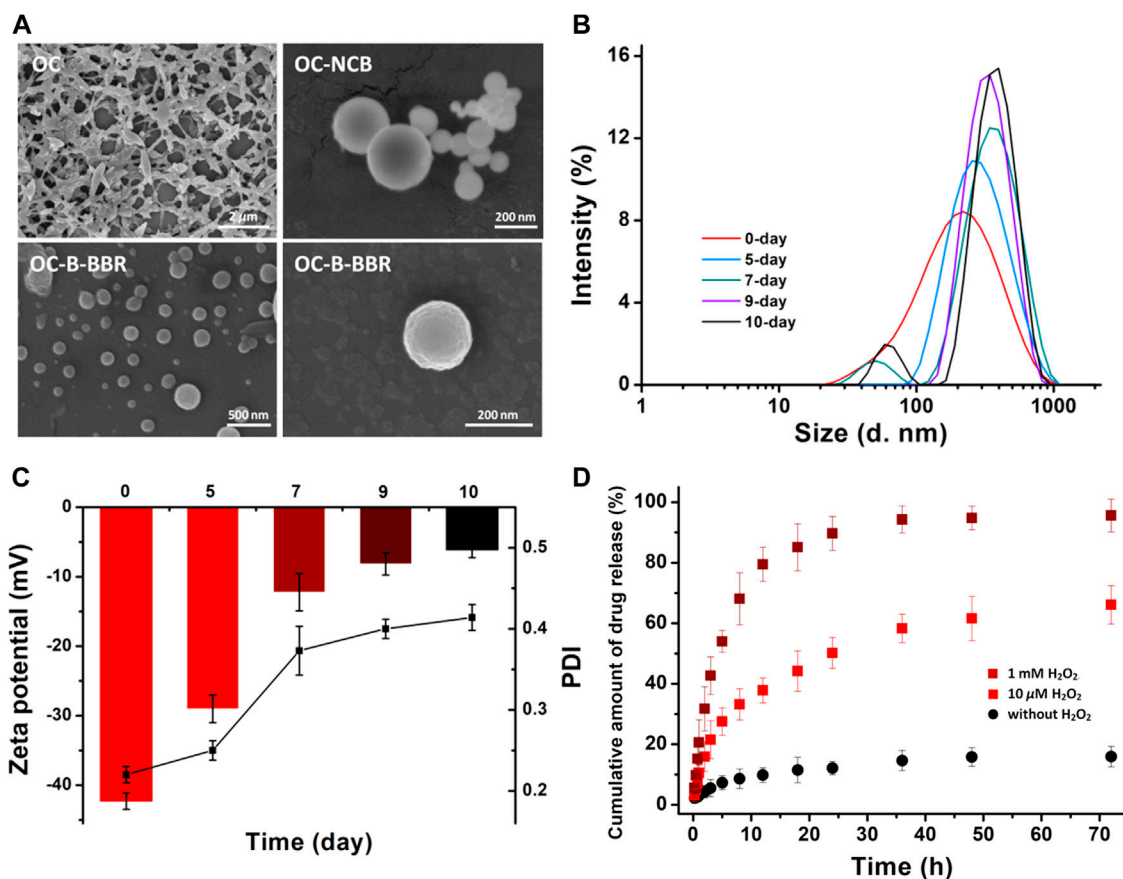 A
OC
2 μm
OC-NCB
200 nm
OC-B-BBR
500 nm
OC-B-BBR
200 nm
B
Intensity (%)
16
12
8
4
0
0-day
5-day
7-day
9-day
10-day
1 10 100 1000
Size (d. nm)
C
0 5 7 9 10
Zeta potential (mV)
0
-10
-20
-30
-40
0.5
0.4
0.3
0.2
PDI
Time (day)
D
Cumulative amount of drug release (%)
100
80
60
40
20
0
1 mM H₂O₂
10 μM H₂O₂
without H₂O₂
0 10 20 30 40 50 60 70
Time (h)